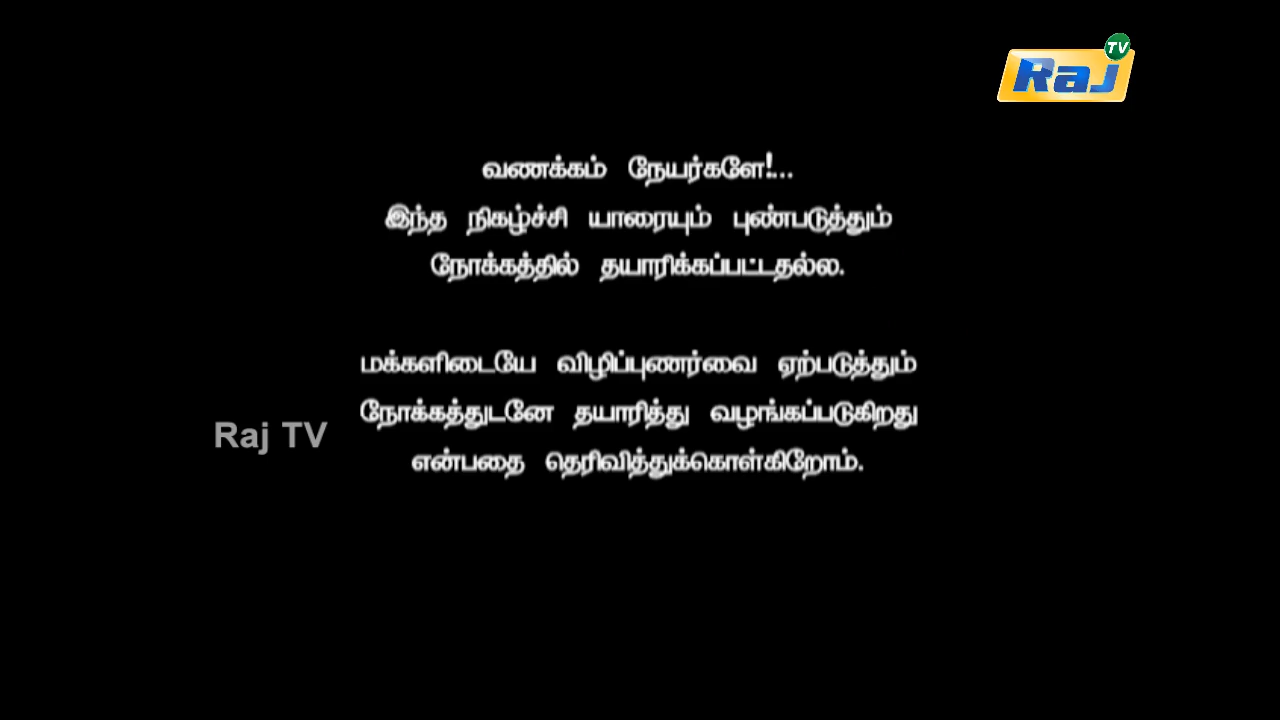 TV
Raj
வணக்கம் நேயர்களே!...
இந்த நிகழ்ச்சி யாரையும் புண்படுத்தும்
நோக்கத்தில் தயாரிக்கப்பட்டதல்ல.
மக்களிடையே விழிப்புணர்வை ஏற்படுத்தும்
நோக்கத்துடனே தயாரித்து வழங்கப்படுகிறது
Raj TV
என்பதை தெரிவித்துக்கொள்கிறோம்.